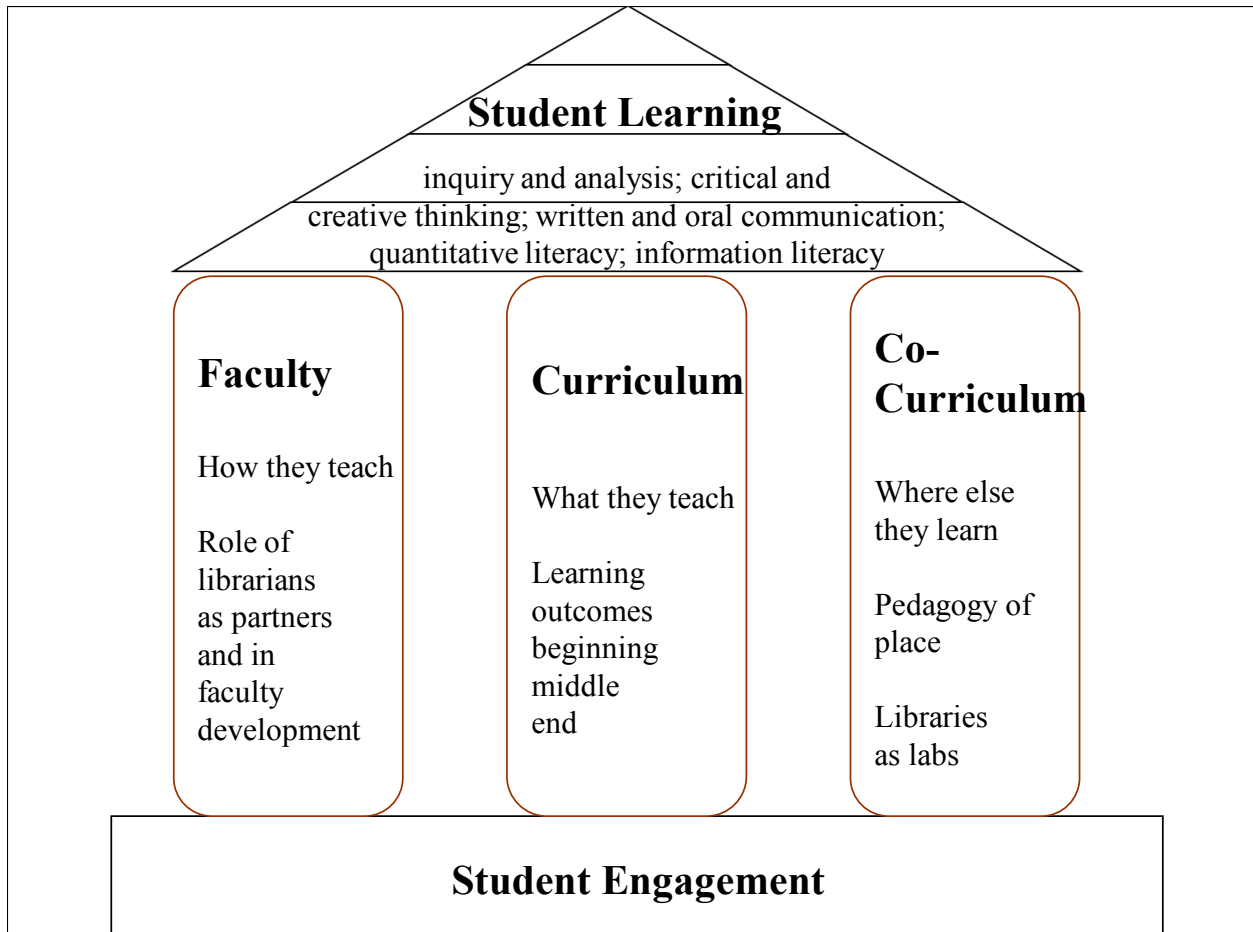 Student Learning
inquiry and analysis; critical and
creative thinking; written and oral communication;
quantitative literacy; information literacy
Faculty
How they teach
Role of
librarians
as partners
and in
faculty
development
Curriculum
What they teach
Learning
outcomes
beginning
middle
end
Co-
Curriculum
Where else
they learn
Pedagogy of
place
Libraries
as labs
Student Engagement